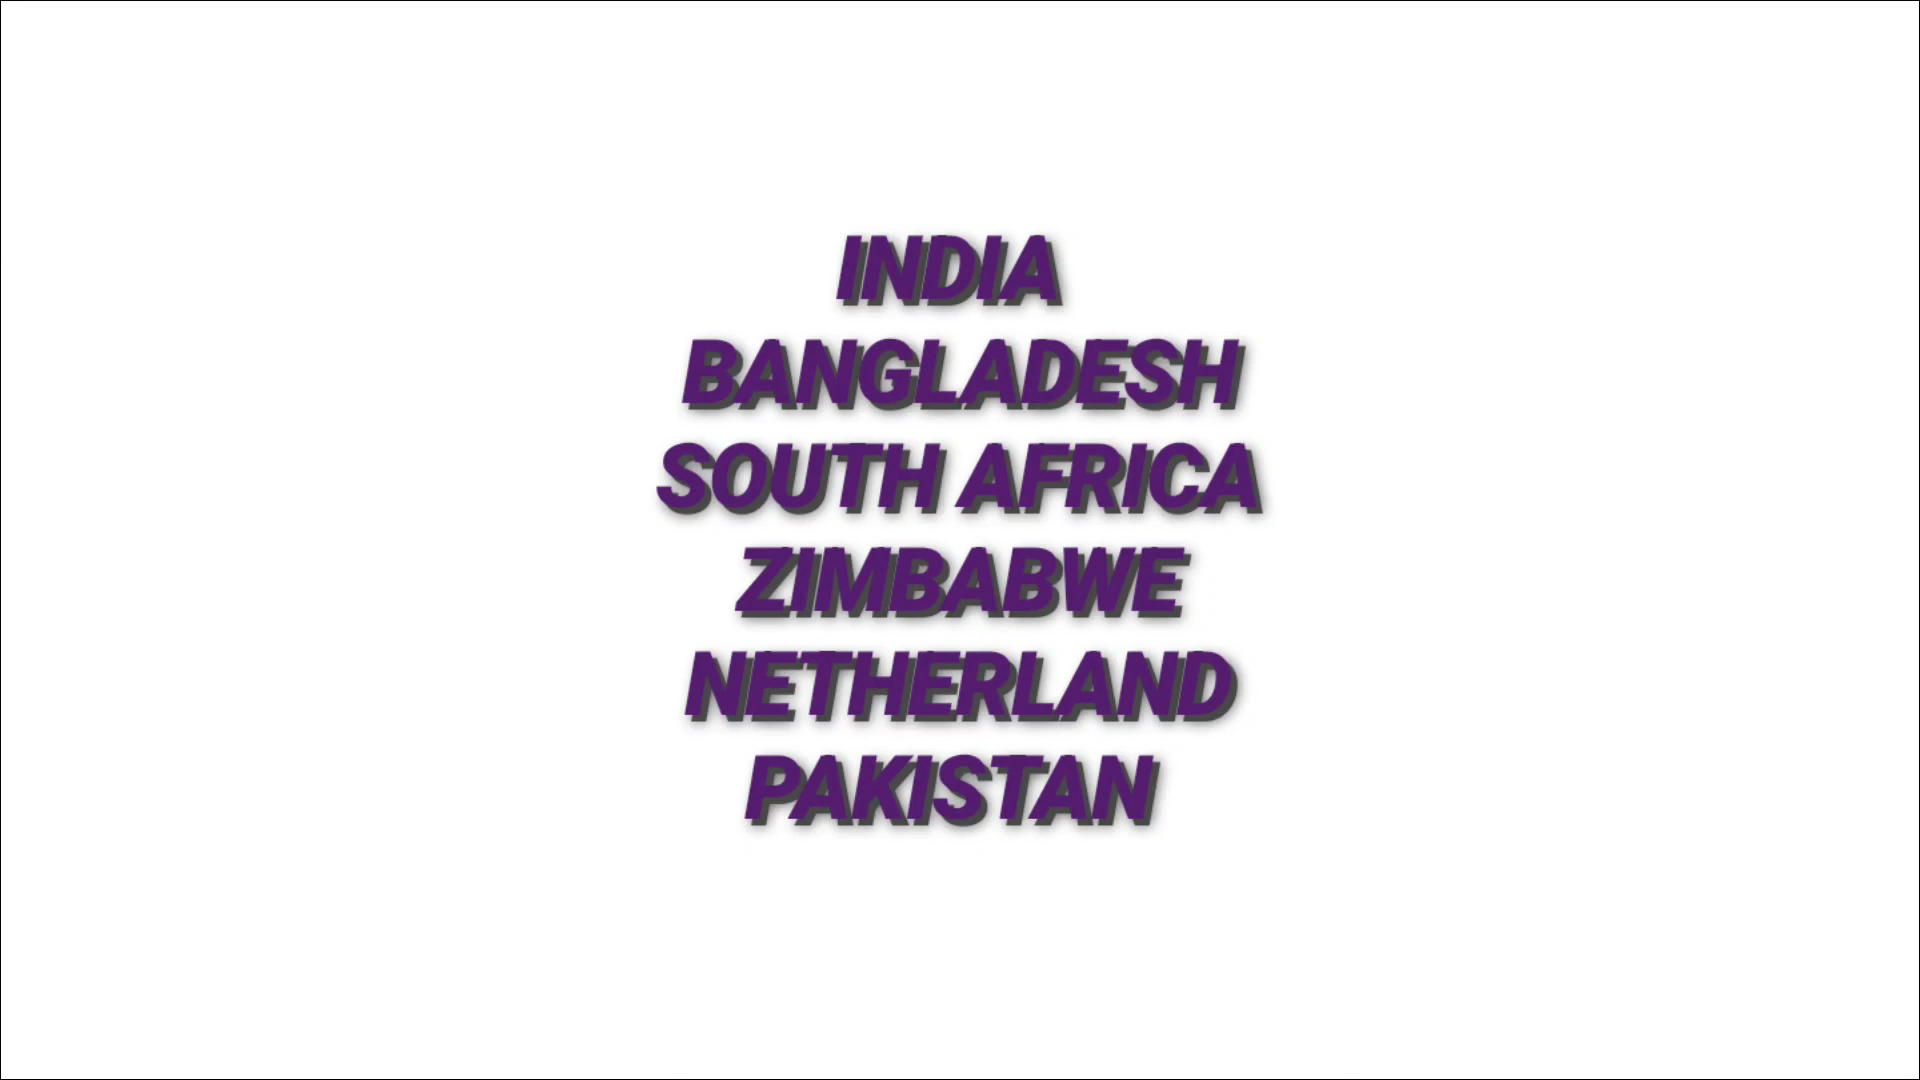 INDIA
BANGLADESH
SOUTH AFRICA
ZIMBABWE
NETHERLAND
PAKISTAN